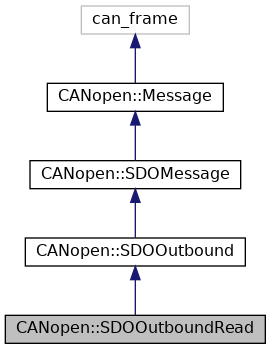 can_frame
CANopen::Message
CANopen::SDOMessage
CANopen::SDOOutbound
CANopen::SDOOutboundRead